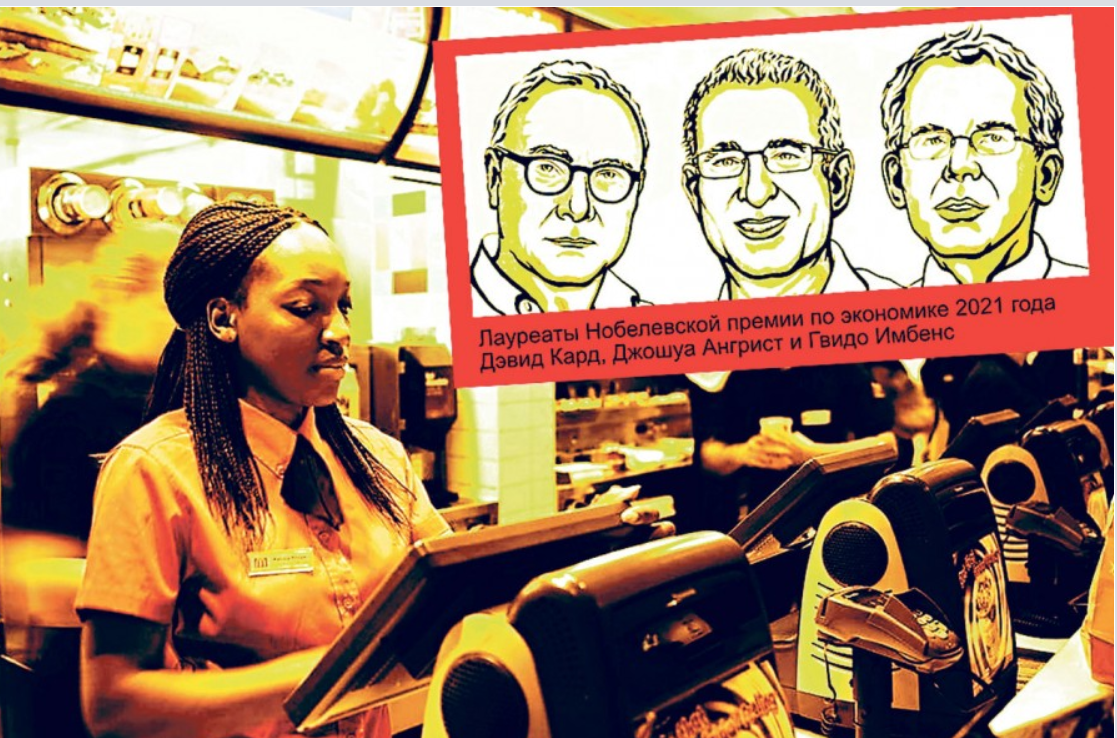 Лауреаты Нобелевской премии по экономике 2021 года
Дэвид Кард, Джошуа Ангрист и Гвидо Имбенс